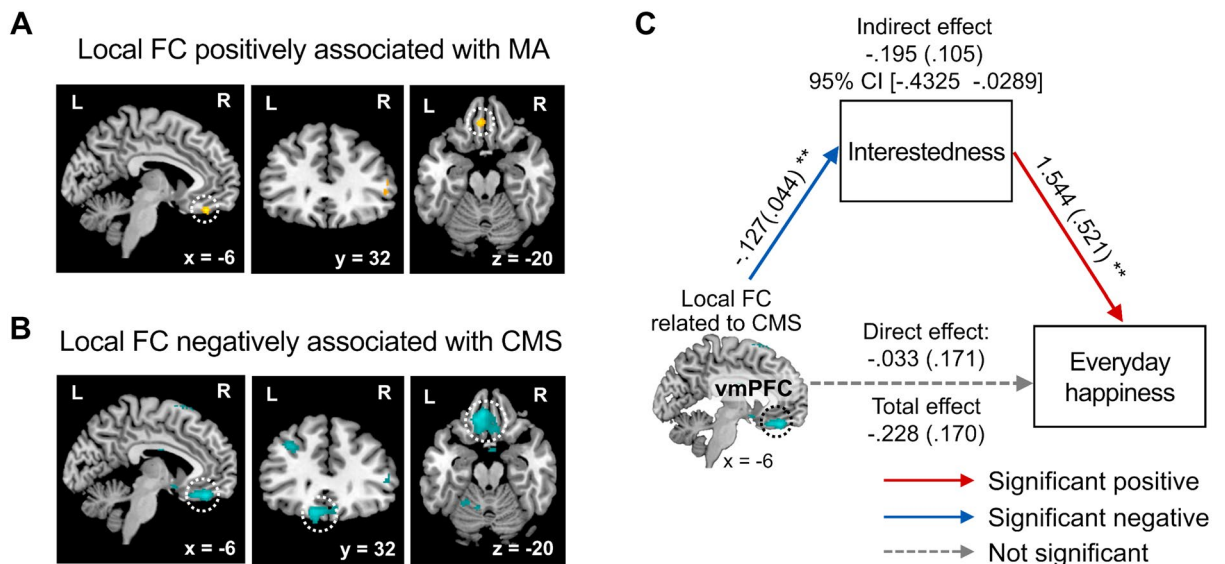 A
Local FC positively associated with MA
L R
x = -6
L R
y = 32
L R
z = -20
B
Local FC negatively associated with CMS
L R
x = -6
L R
y = 32
L R
z = -20
C
Indirect effect
-.195 (.105)
95% CI [-.4325 -.0289]
Interestedness
-.127(.044) **
1.544 (.521) **
Local FC
related to CMS
vmPFC
x = -6
Direct effect:
-.033 (.171)
Total effect
-.228 (.170)
Everyday
happiness
Significant positive
Significant negative
Not significant